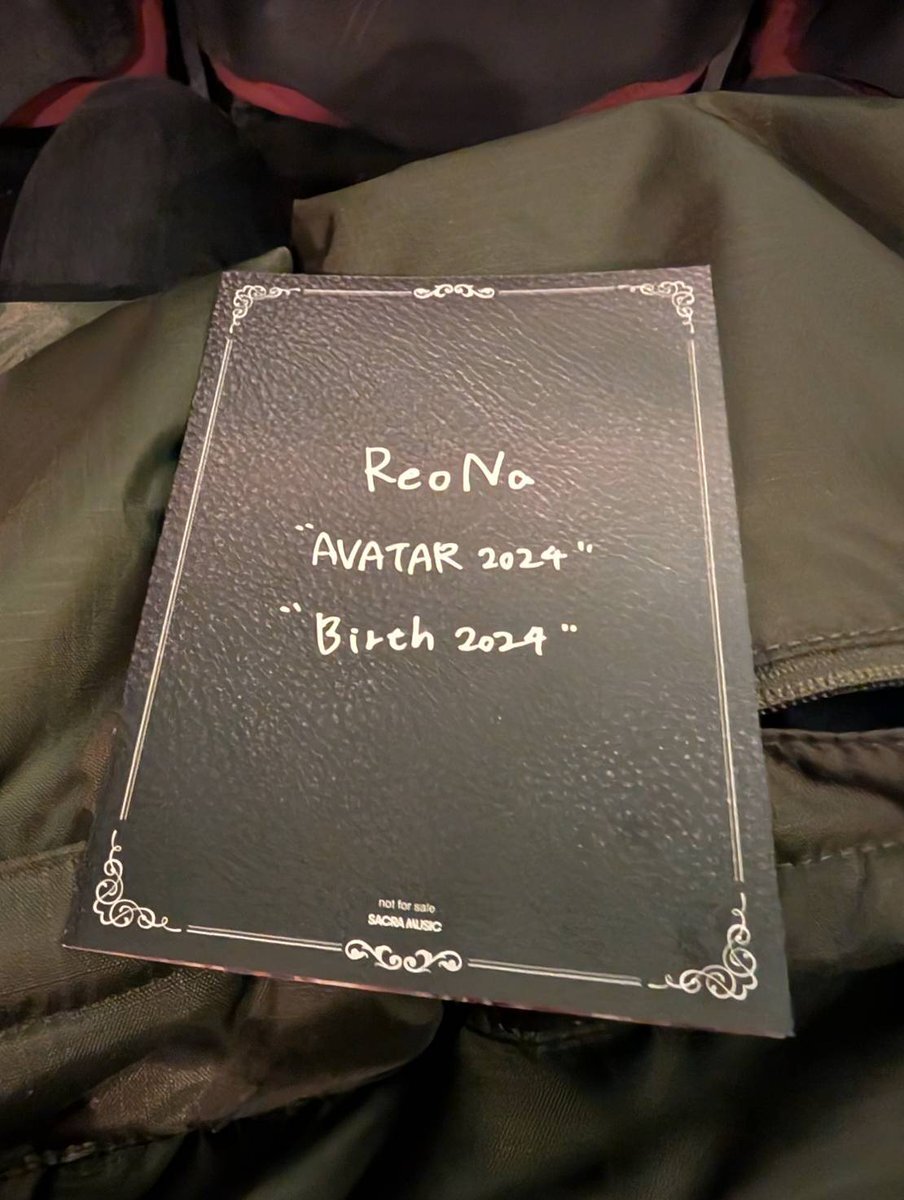 ReoNa
"AVATAR 2024"
"Birth 2024"
not for sale
SACRA MUSIC